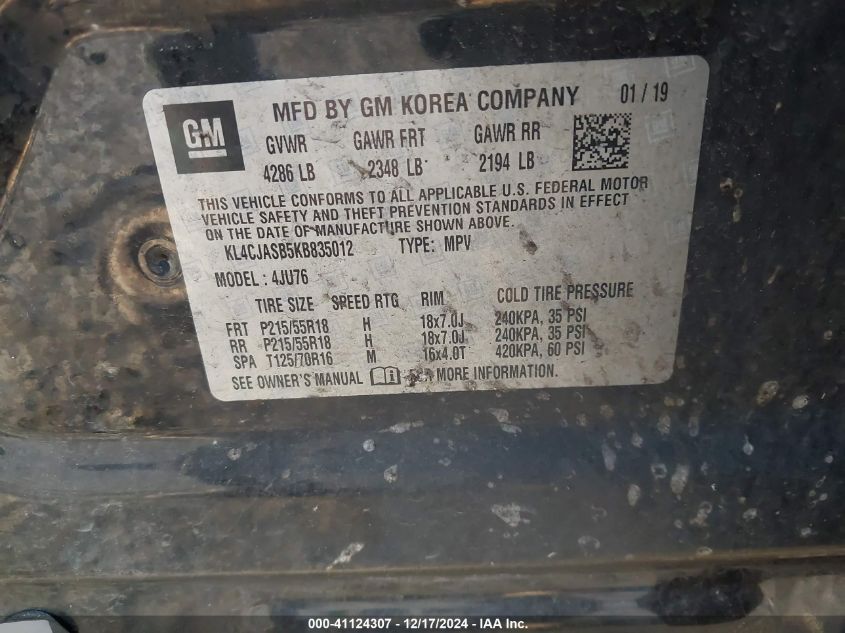 GM
MFD BY GM KOREA COMPANY 01 / 19
GVWR GAWR FRT GAWR RR
4286 LB 2348 LB 2194 LB
THIS VEHICLE CONFORMS TO ALL APPLICABLE U.S. FEDERAL MOTOR
VEHICLE SAFETY AND THEFT PREVENTION STANDARDS IN EFFECT
ON THE DATE OF MANUFACTURE SHOWN ABOVE.
KL4CJASB5KB835012 TYPE: MPV
MODEL : 4JU76
TIRE SIZE SPEED RTG RIM COLD TIRE PRESSURE
FRT P215/55R18 H 18x7.0J 240KPA, 35 PSI
RR P215/55R18 H 18x7.0J 240KPA, 35 PSI
SPA T125/70R16 M 16x4.0T 420KPA, 60 PSI
SEE OWNER'S MANUAL FOR MORE INFORMATION.
000-41124307 - 12/17/2024 - IAA Inc.